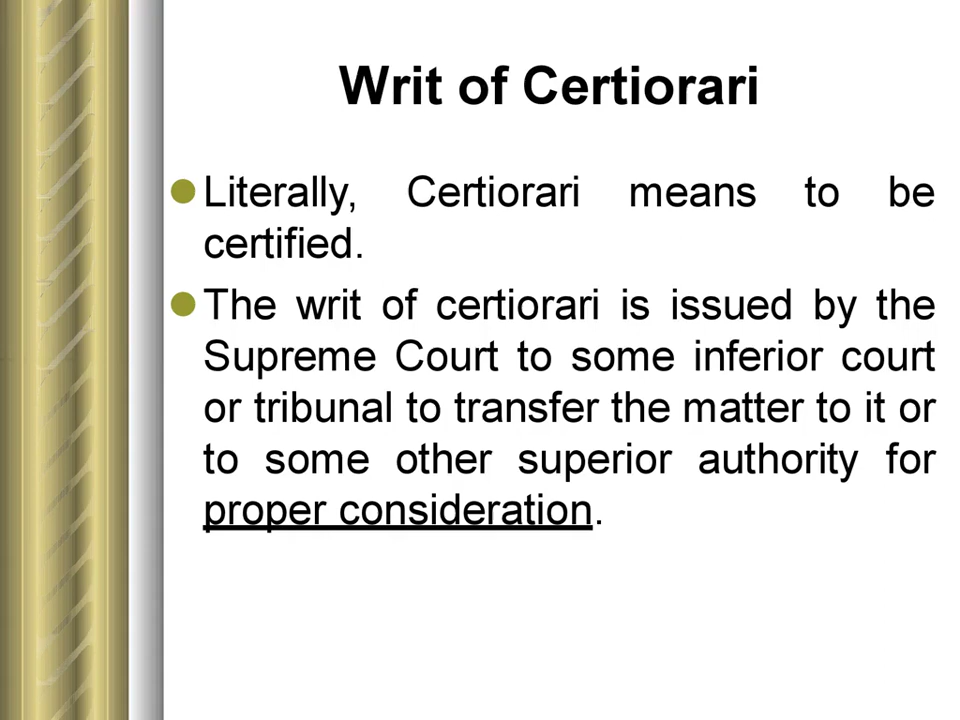 Writ of Certiorari
Literally, Certiorari means to be
certified.
The writ of certiorari is issued by the
Supreme Court to some inferior court
or tribunal to transfer the matter to it or
to some other superior authority for
proper consideration.